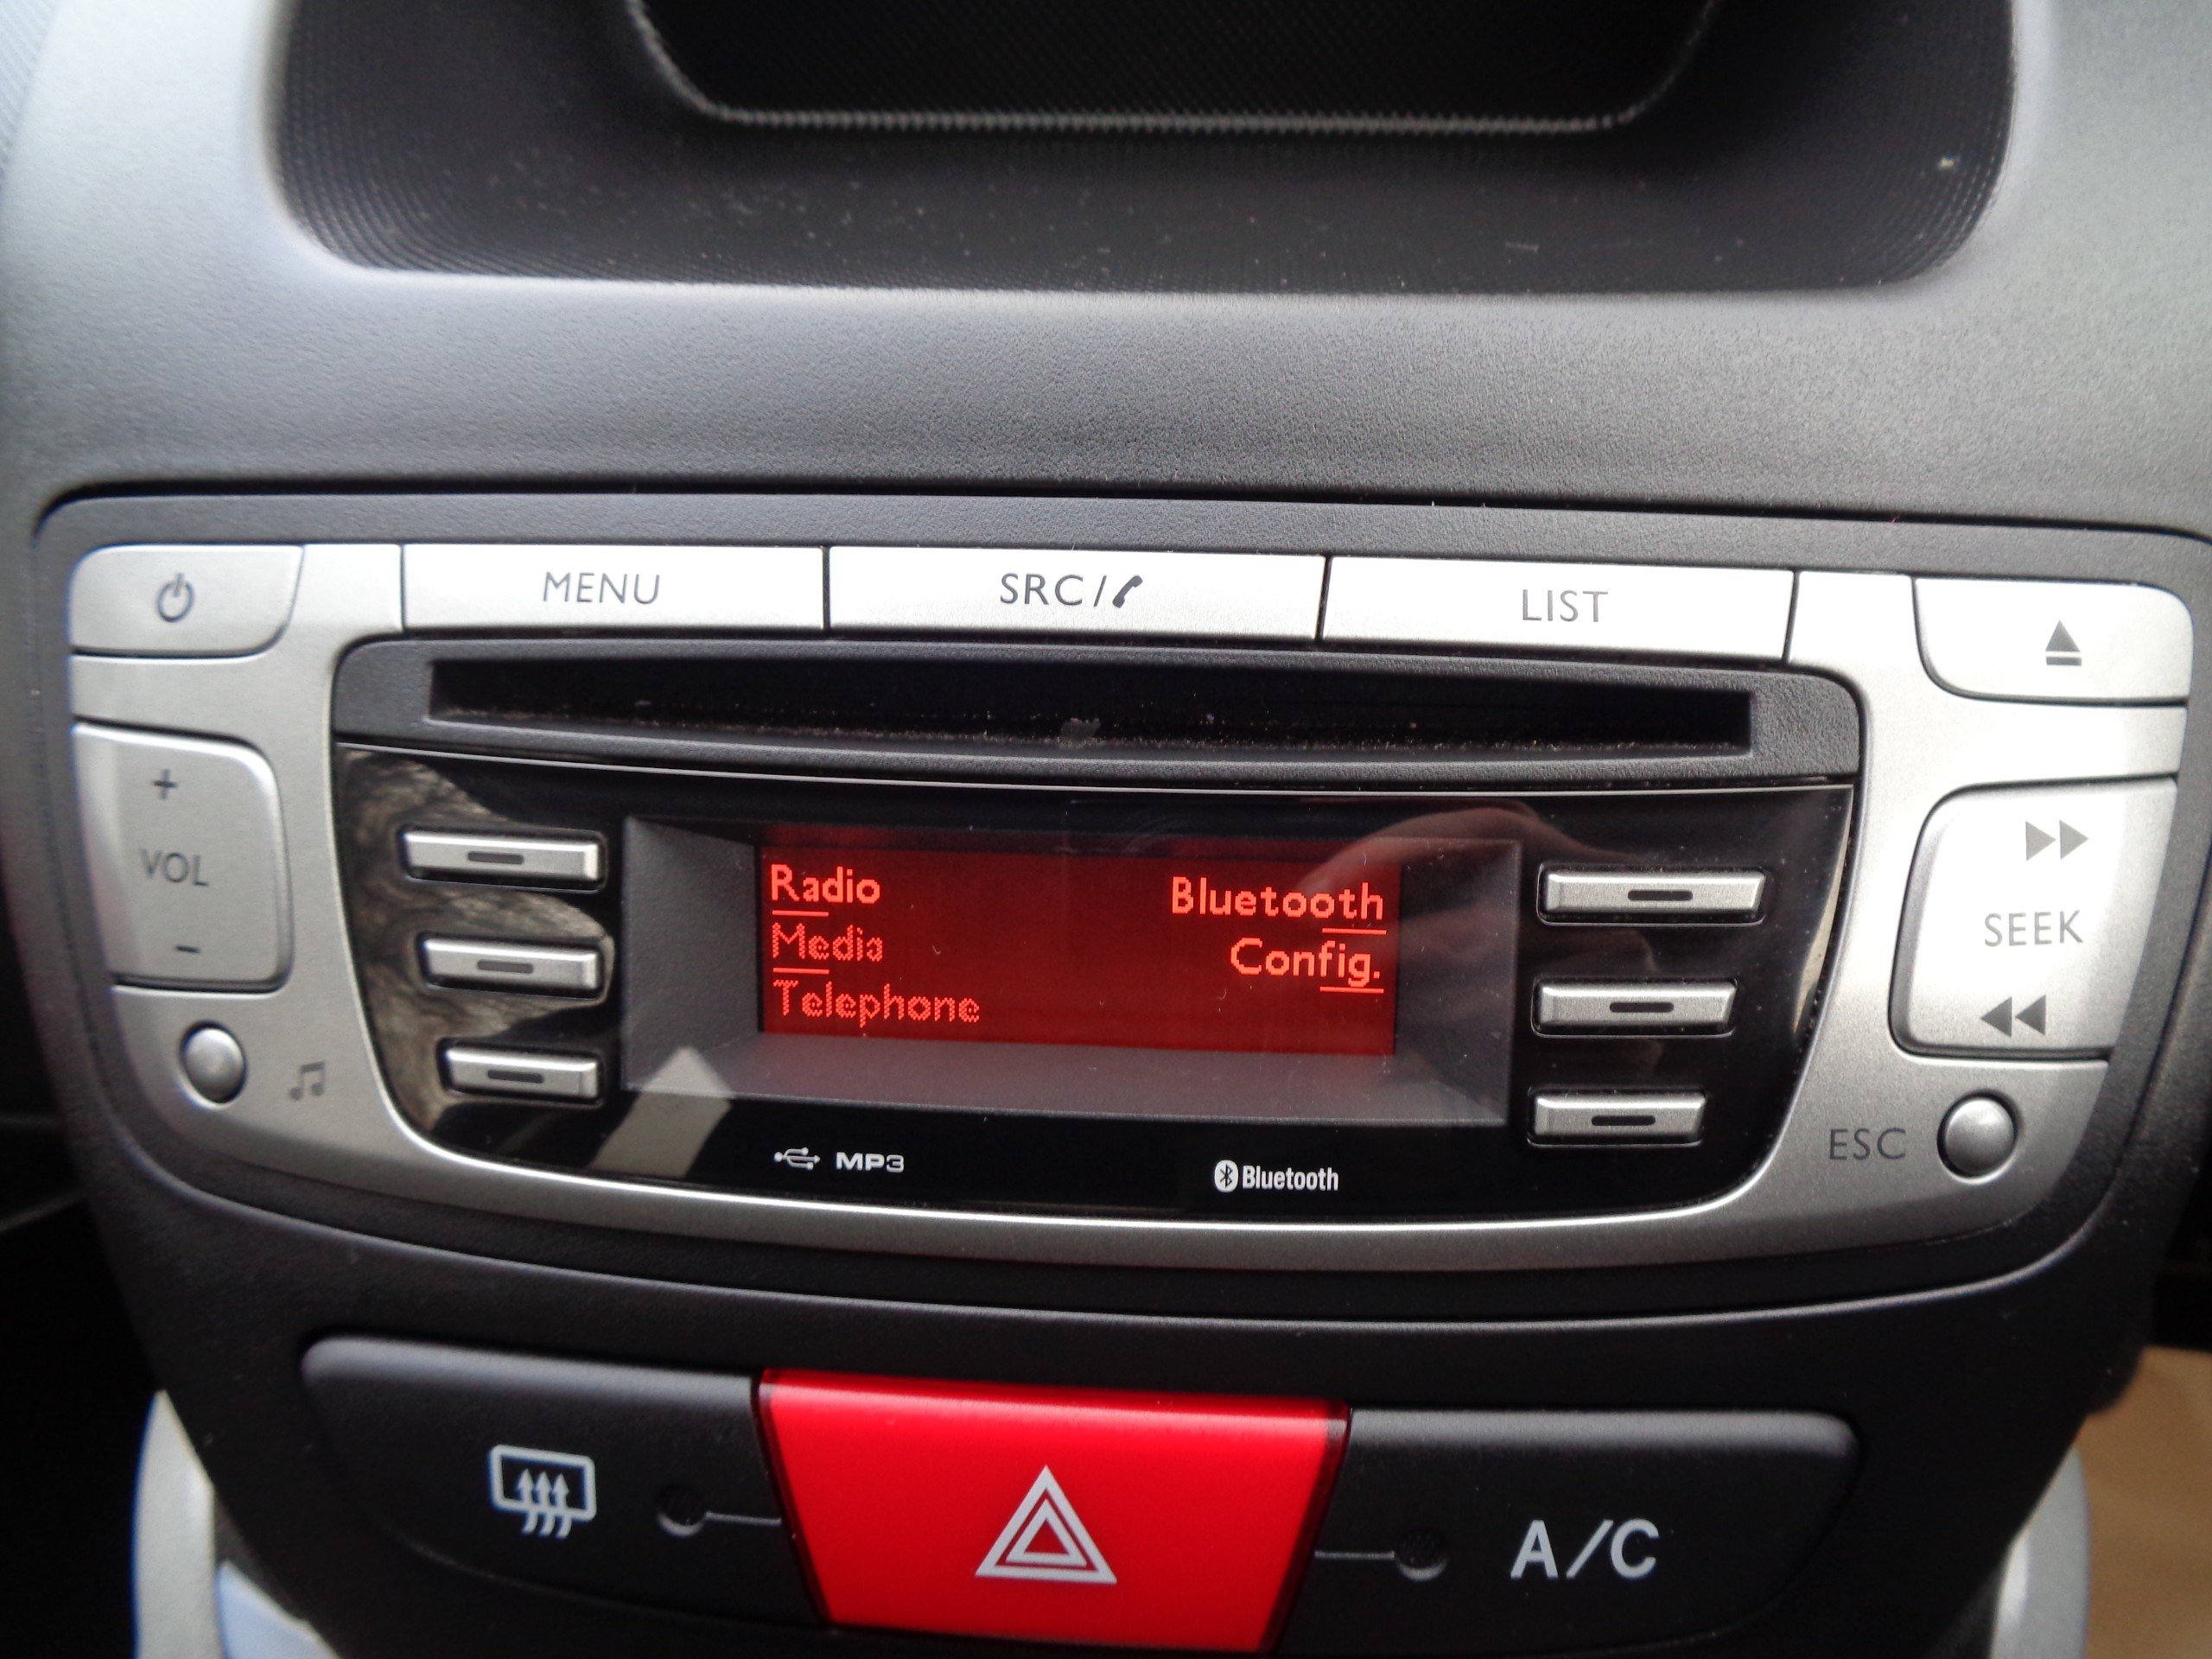 MENU
SRC/
LIST
+
VOL
-
SEEK
Radio
Bluetooth
Media
Config.
Telephone
ESC
MP3
Bluetooth
A/C